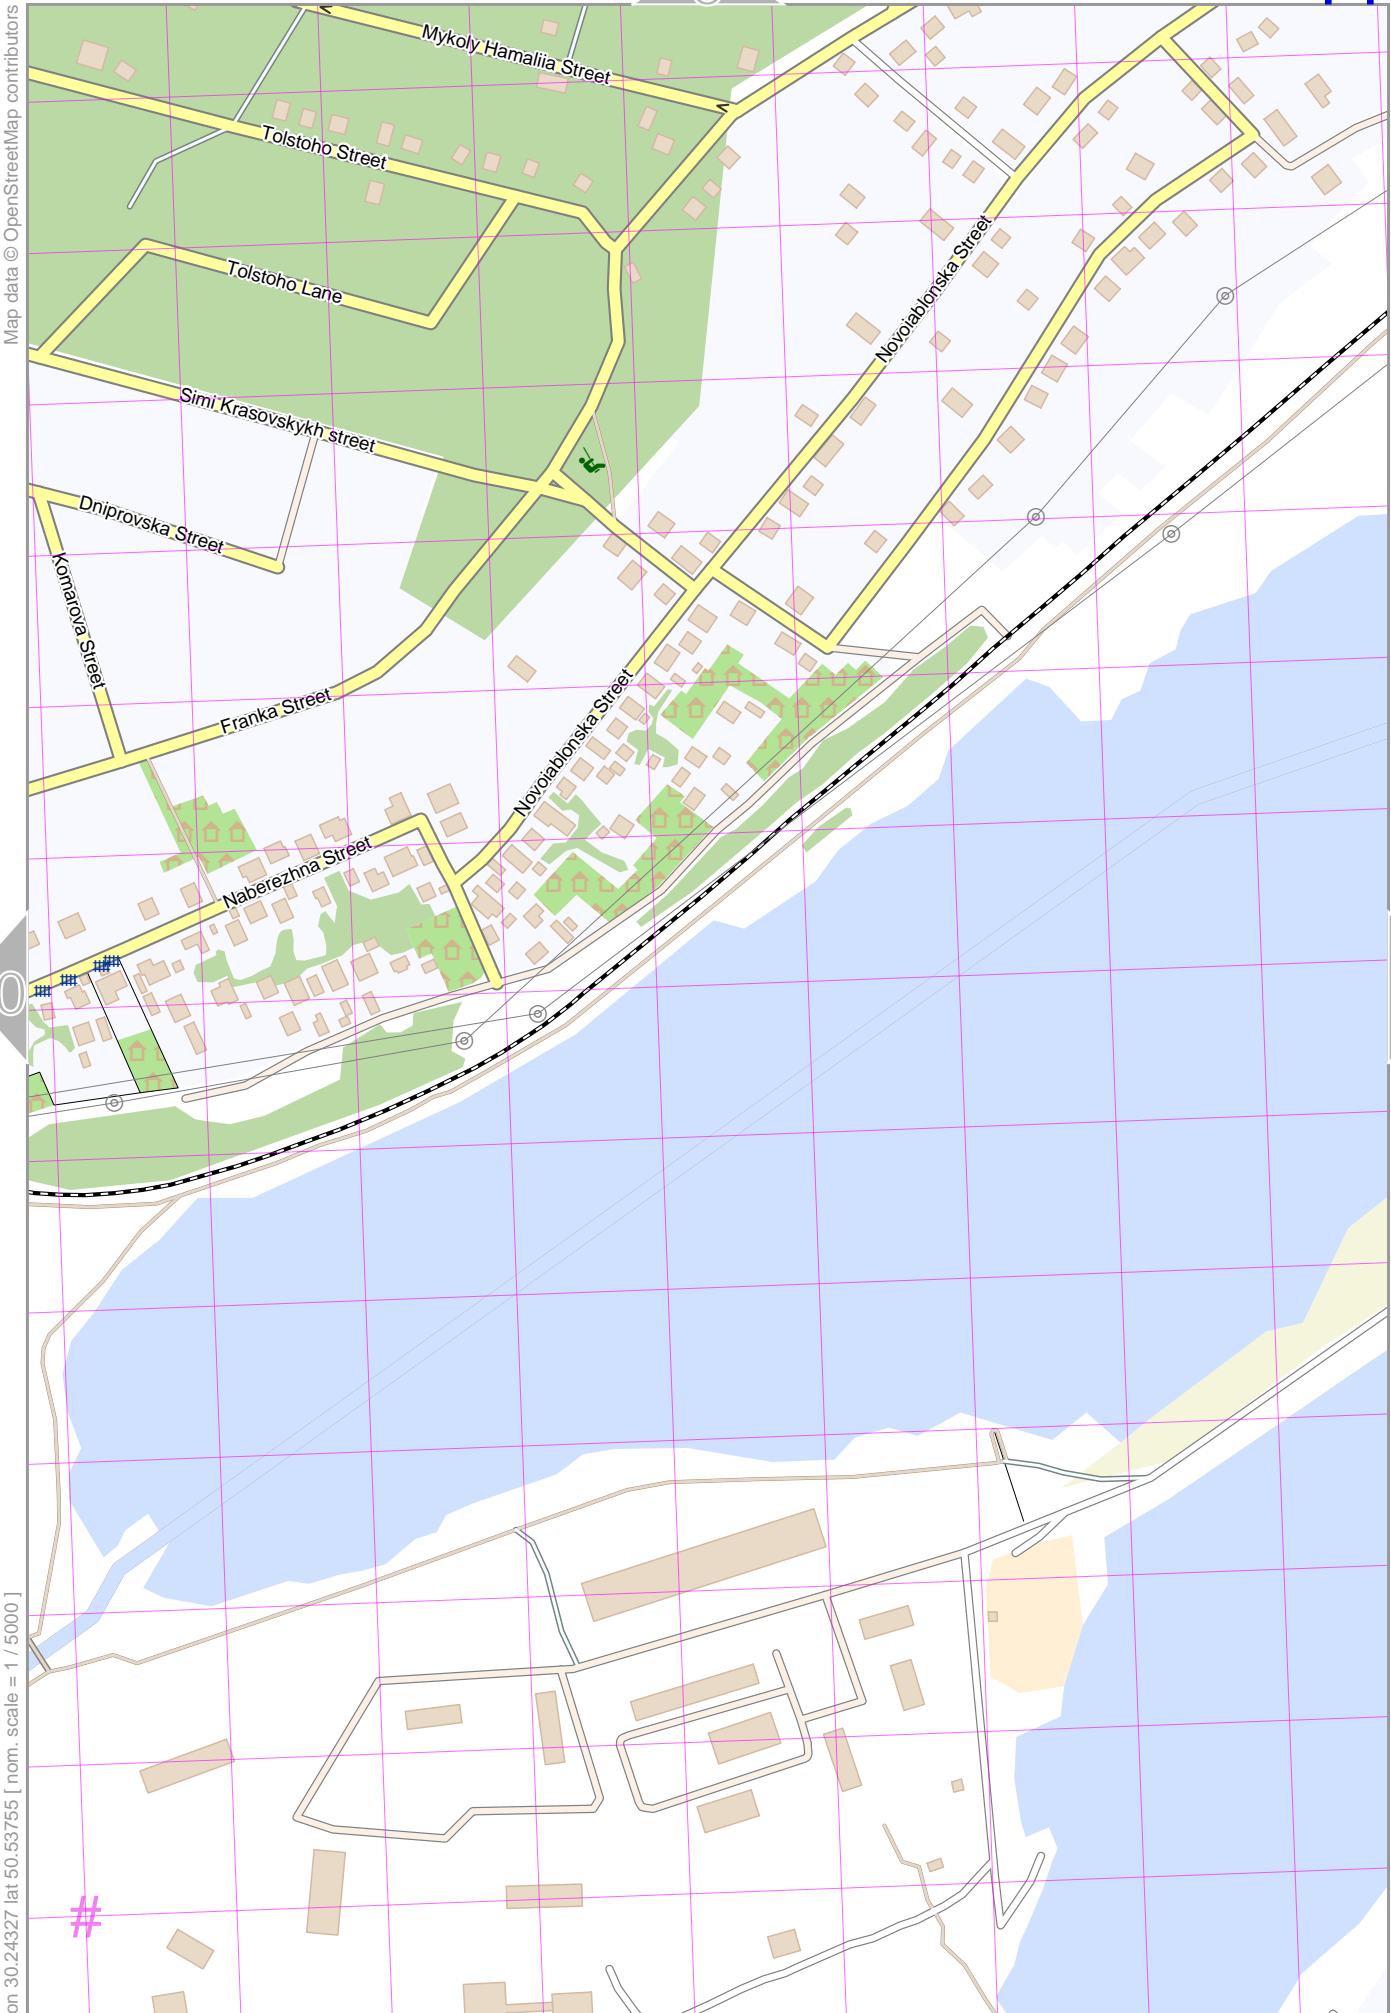 Map data © OpenStreetMap contributors
Mykoly Hamaliia Street
Tolstoho Street
Tolstoho Lane
Novoiablonska Street
Simi Krasovskykh street
Dniprovska Street
Komarova Street
Franka Street
Novoiablonska Street
Naberezhna Street
0
on 30.24327 lat 50.53755 [ nom. scale = 1 / 5000 ]
#